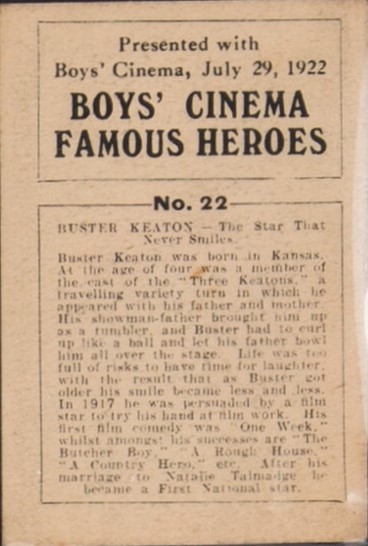 Presented with
Boys' Cinema, July 29, 1922
BOYS' CINEMA
FAMOUS HEROES
No. 22
BUSTER KEATON — The Star That
Never Smiles.
Buster Keaton was born in Kansas.
At the age of four was a member of
the cast of the "Three Keatons," a
travelling variety turn in which he
appeared with his father and mother.
His showman-father brought him up
as a tumbler, and Buster had to curl
up like a ball and let his father bowl
him all over the stage. Life was too
full of risks to have time for laughter,
with the result that as Buster got
older his smile became less and less.
In 1917 he was persuaded by a film
star to try his hand at film work. His
first film comedy was "One Week,"
whilst amongst his successes are "The
Butcher Boy," "A Rough House,"
"A Country Hero," etc. After his
marriage to Natalie Talmadge he
became a First National star.